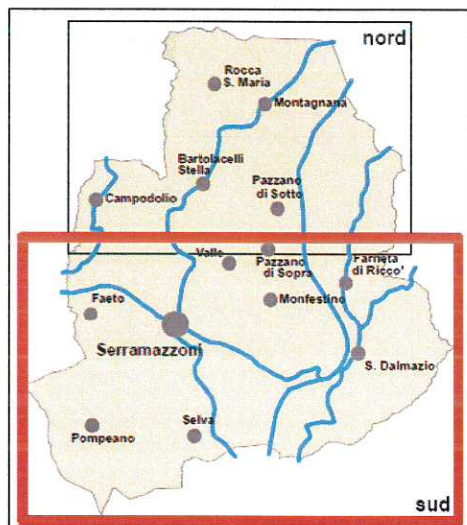 nord
Rocca
S. Maria
Montagnana
Bartolacelli
Stella
Pazzano
di Sotto
Campodolio
Valle
Pazzano
di Sopra
Farneta
di Ricco'
Faeto
Monfestino
Serramazzoni
S. Dalmazio
Pompeano
Selva
sud